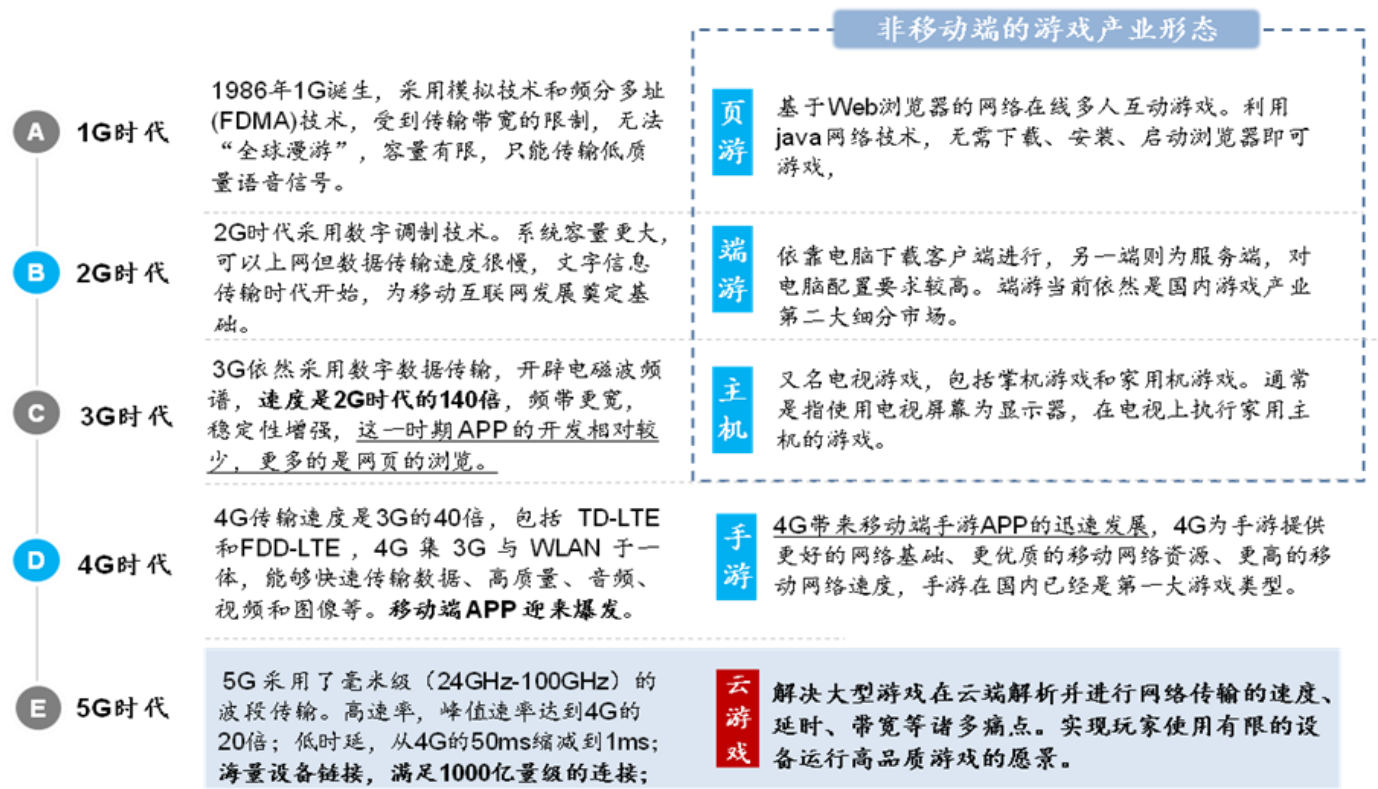 非移动端的游戏产业形态
A
1G时代
1986年1G诞生，采用模拟技术和频分多址
(FDMA)技术，受到传输带宽的限制，无法
“全球漫游”，容量有限，只能传输低质
量语音信号。
页
游
基于Web浏览器的网络在线多人互动游戏。利用
java网络技术，无需下载、安装、启动浏览器即可
游戏，
B
2G时代
2G时代采用数字调制技术。系统容量更大，
可以上网但数据传输速度很慢，文字信息
传输时代开始，为移动互联网发展奠定基
础。
端
游
依靠电脑下载客户端进行，另一端则为服务端，对
电脑配置要求较高。端游当前依然是国内游戏产业
第二大细分市场。
C
3G时代
3G依然采用数字数据传输，开辟电磁波频
谱，速度是2G时代的140倍，频带更宽，
稳定性增强，这一时期APP的开发相对较
少，更多的是网页的浏览。
主
机
又名电视游戏，包括掌机游戏和家用机游戏。通常
是指使用电视屏幕为显示器，在电视上执行家用主
机的游戏。
D
4G时代
4G传输速度是3G的40倍，包括 TD-LTE
和FDD-LTE，4G 集 3G 与 WLAN 于一
体，能够快速传输数据、高质量、音频、
视频和图像等。移动端APP迎来爆发。
手
游
4G带来移动端手游APP的迅速发展，4G为手游提供
更好的网络基础、更优质的移动网络资源、更高的移
动网络速度，手游在国内已经是第一大游戏类型。
E
5G时代
5G采用了毫米级（24GHz-100GHz）的
波段传输。高速率，峰值速率达到4G的
20倍；低时延，从4G的50ms缩减到1ms；
海量设备链接，满足1000亿量级的连接；
云
游
戏
解决大型游戏在云端解析并进行网络传输的速度、
延时、带宽等诸多痛点。实现玩家使用有限的设
备运行高品质游戏的愿景。